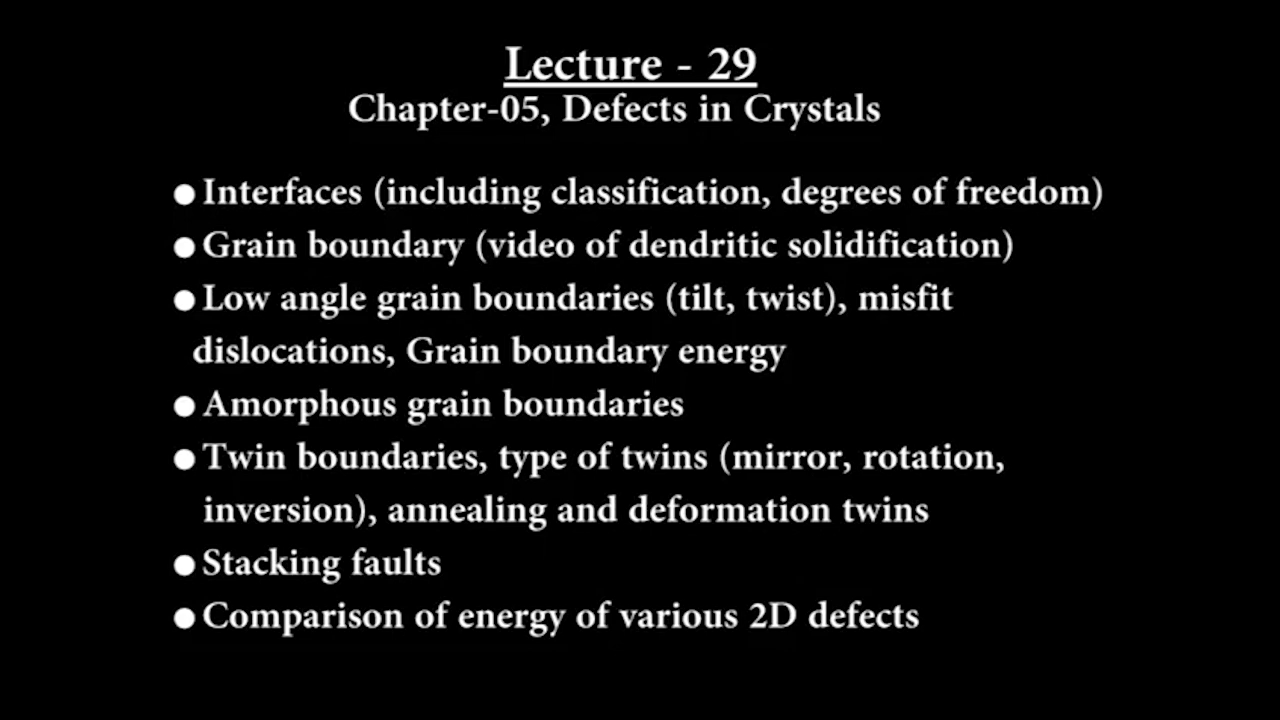 Lecture - 29
Chapter-05, Defects in Crystals
● Interfaces (including classification, degrees of freedom)
● Grain boundary (video of dendritic solidification)
● Low angle grain boundaries (tilt, twist), misfit
dislocations, Grain boundary energy
● Amorphous grain boundaries
● Twin boundaries, type of twins (mirror, rotation,
inversion), annealing and deformation twins
● Stacking faults
● Comparison of energy of various 2D defects